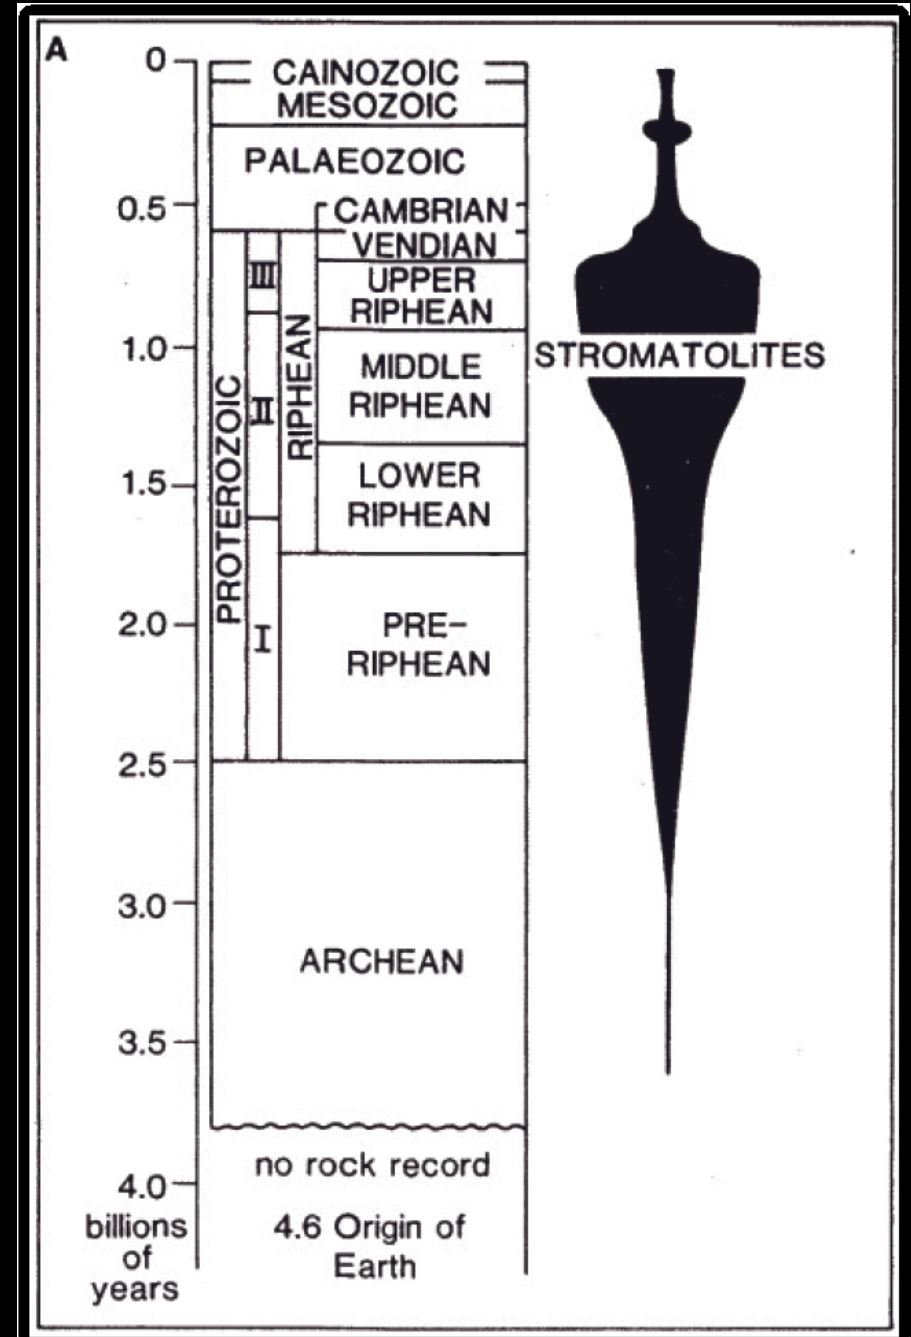 A
0
CAINOZOIC
MESOZOIC
PALAEOZOIC
0.5
CAMBRIAN
VENDIAN
III
UPPER
RIPHEAN
1.0
STROMATOLITES
MIDDLE
RIPHEAN
II
RIPHEAN
PROTEROZOIC
1.5
LOWER
RIPHEAN
2.0
I
PRE-
RIPHEAN
2.5
3.0
ARCHEAN
3.5
no rock record
4.0
billions
of
years
4.6 Origin of
Earth